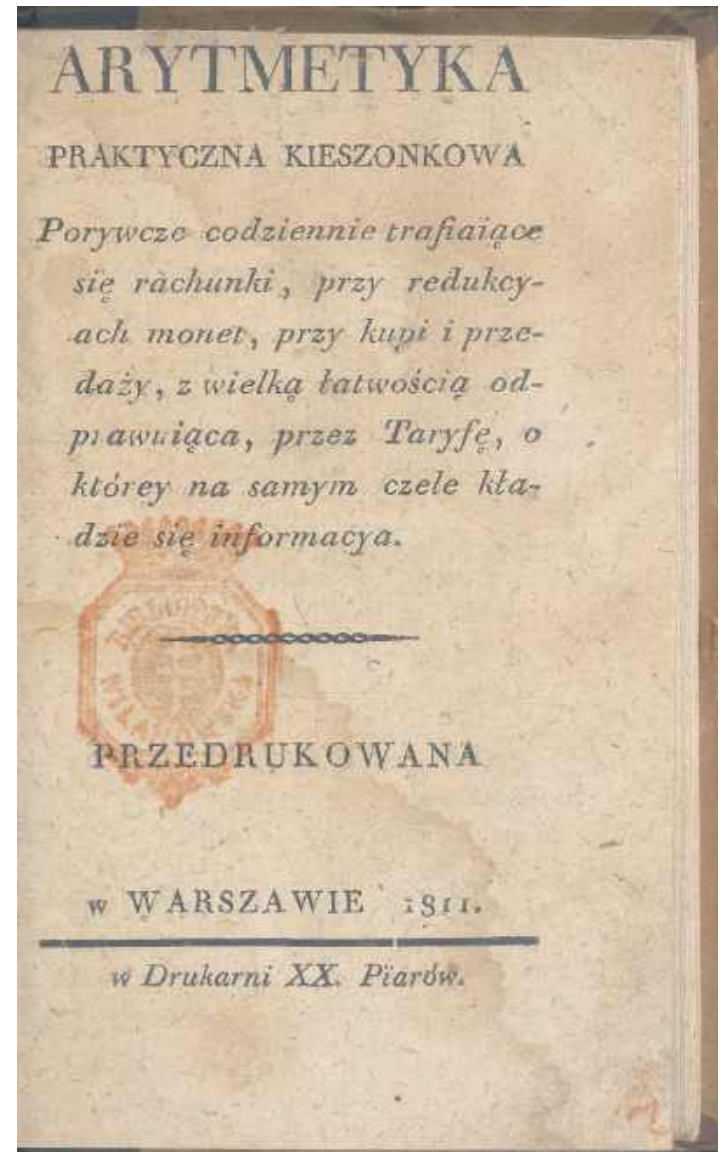 ARYTMETYKA
PRAKTYCZNA KIESZONKOWA
Porywcze codziennie trafiaiące
się rachunki, przy redukcy-
ach monet, przy kupi i prze-
daży, z wielką łatwością od-
prawuiąca, przez Taryfę, o
którey na samym czele kła-
dzie się informacya.
PRZEDRUKOWANA
w WARSZAWIE 1811.
w Drukarni XX. Piarów.